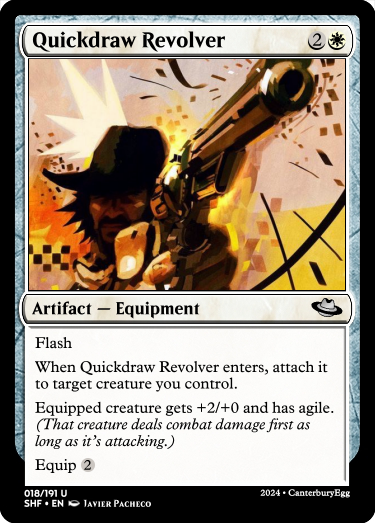 Quickdraw Revolver 2
Artifact — Equipment
Flash
When Quickdraw Revolver enters, attach it
to target creature you control.
Equipped creature gets +2/+0 and has agile.
(That creature deals combat damage first as
long as it's attacking.)
Equip 2
018/191 U 2024 • CanterburyEgg
SHF • EN Javier Pacheco